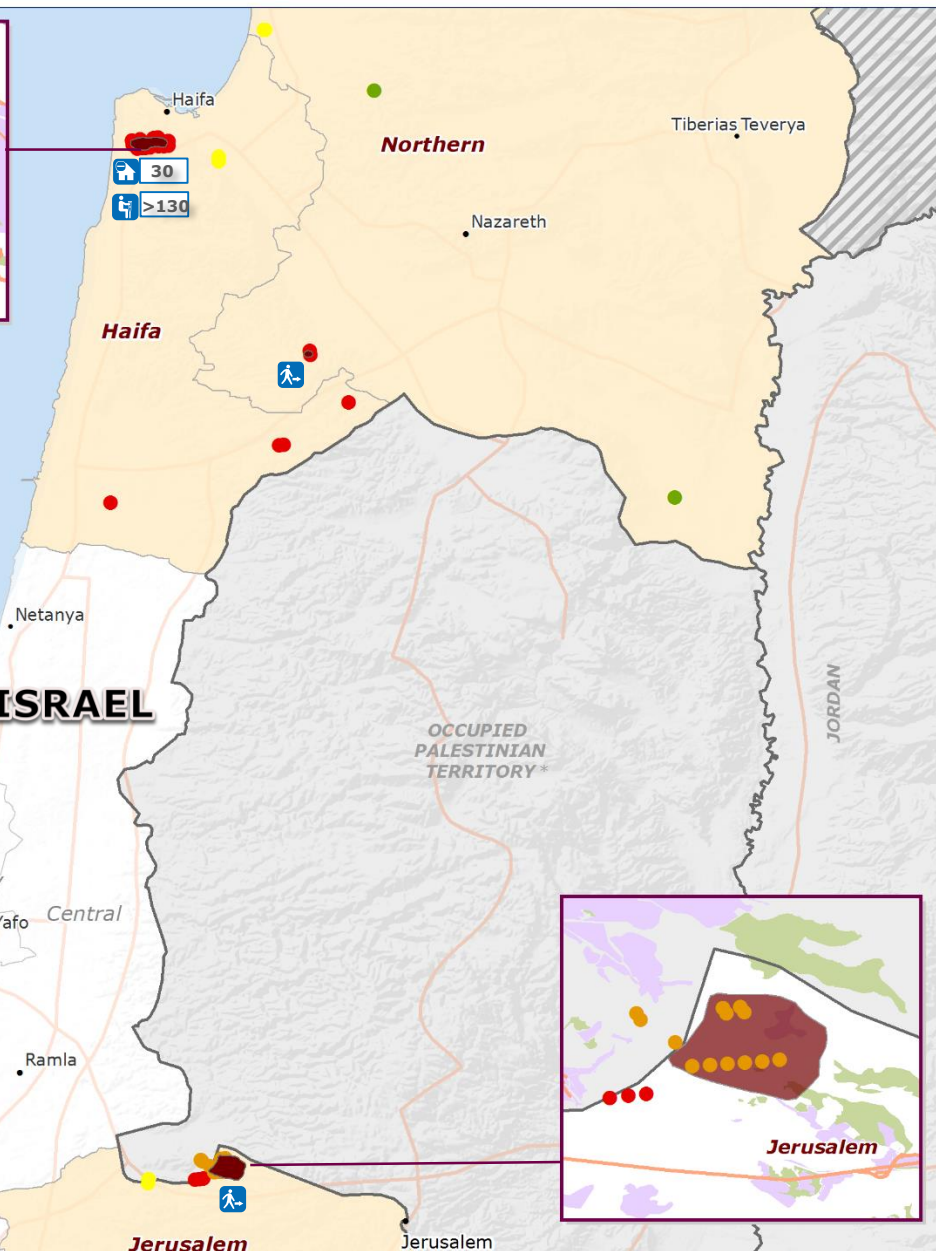 Haifa
Tiberias Teverya
Northern
30
>130
Nazareth
Haifa
Netanya
ISRAEL
JORDAN
OCCUPIED
PALESTINIAN
TERRITORY*
Central
Yafo
Ramla
Jerusalem
Jerusalem
Jerusalem